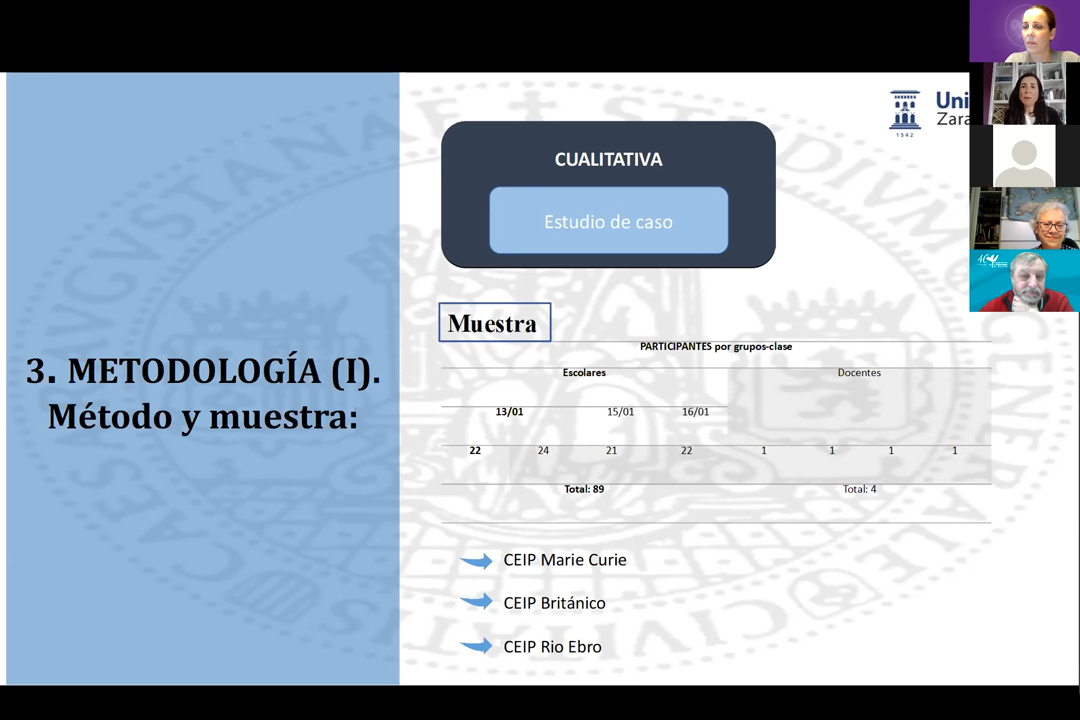 3. METODOLOGÍA (I).
Método y muestra:
CUALITATIVA
Estudio de caso
Uni
Zara
1542
Muestra
PARTICIPANTES por grupos-clase
Escolares Docentes
13/01 15/01 16/01
22 24 21 22 1 1 1 1
Total: 89 Total: 4
CEIP Marie Curie
CEIP Británico
CEIP Rio Ebro